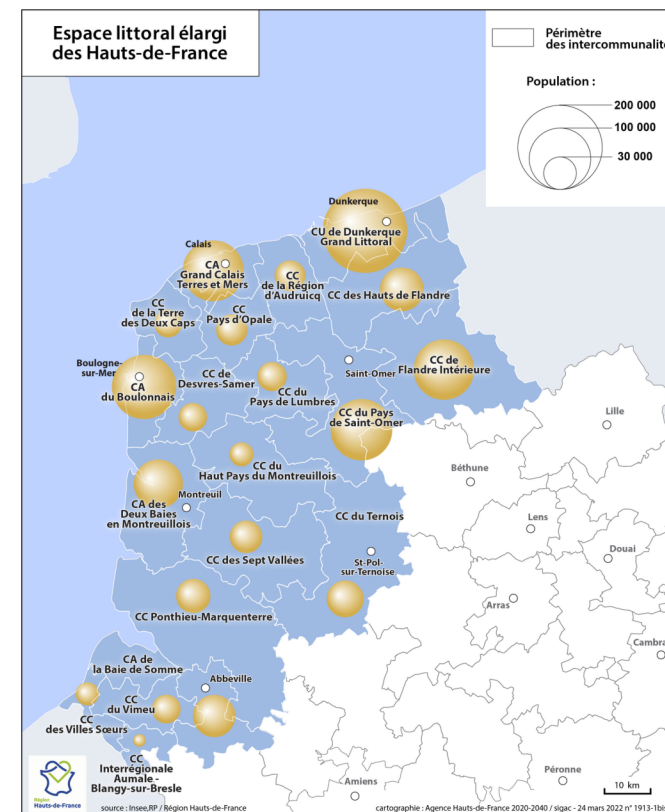 Espace littoral élargi
des Hauts-de-France
Périmètre
des intercommunalité
Population :
200 000
100 000
30 000
Dunkerque
CU de Dunkerque
Grand Littoral
Calais
CA
Grand Calais
Terres et Mers
CC
de la Région
d'Audruicq
CC des Hauts de Flandre
CC
de la Terre
des Deux Caps
CC
Pays d'Opale
Boulogne-
sur-Mer
CA
du Boulonnais
CC de
Desvres-Samer
CC du
Pays de Lumbres
Saint-Omer
CC de
Flandre Intérieure
CC du Pays
de Saint-Omer
Lille
Béthune
CC du
Haut Pays du Montreuillois
Montreuil
CA des
Deux Baies
en Montreuillois
CC du Ternois
Lens
Douai
CC des Sept Vallées
St-Pol-
sur-Ternoise
Arras
CC Ponthieu-Marquenterre
Cambra
CA de
la Baie de Somme
Abbeville
CC
du Vimeu
CC
des Villes Sœurs
CC
Interrégionale
Aumale -
Blangy-sur-Bresle
Amiens
Péronne
10 km
Région
Hauts-de-France
source : Insee,RP / Région Hauts-de-France
cartographie : Agence Hauts-de-France 2020-2040 / sigac - 24 mars 2022 n° 1913-1bis